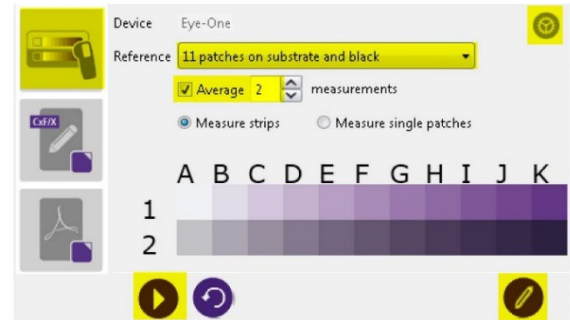 Device Eye-One
Reference 11 patches on substrate and black
Average 2 measurements
CxF/X
Measure strips Measure single patches
A B C D E F G H I J K
1
2